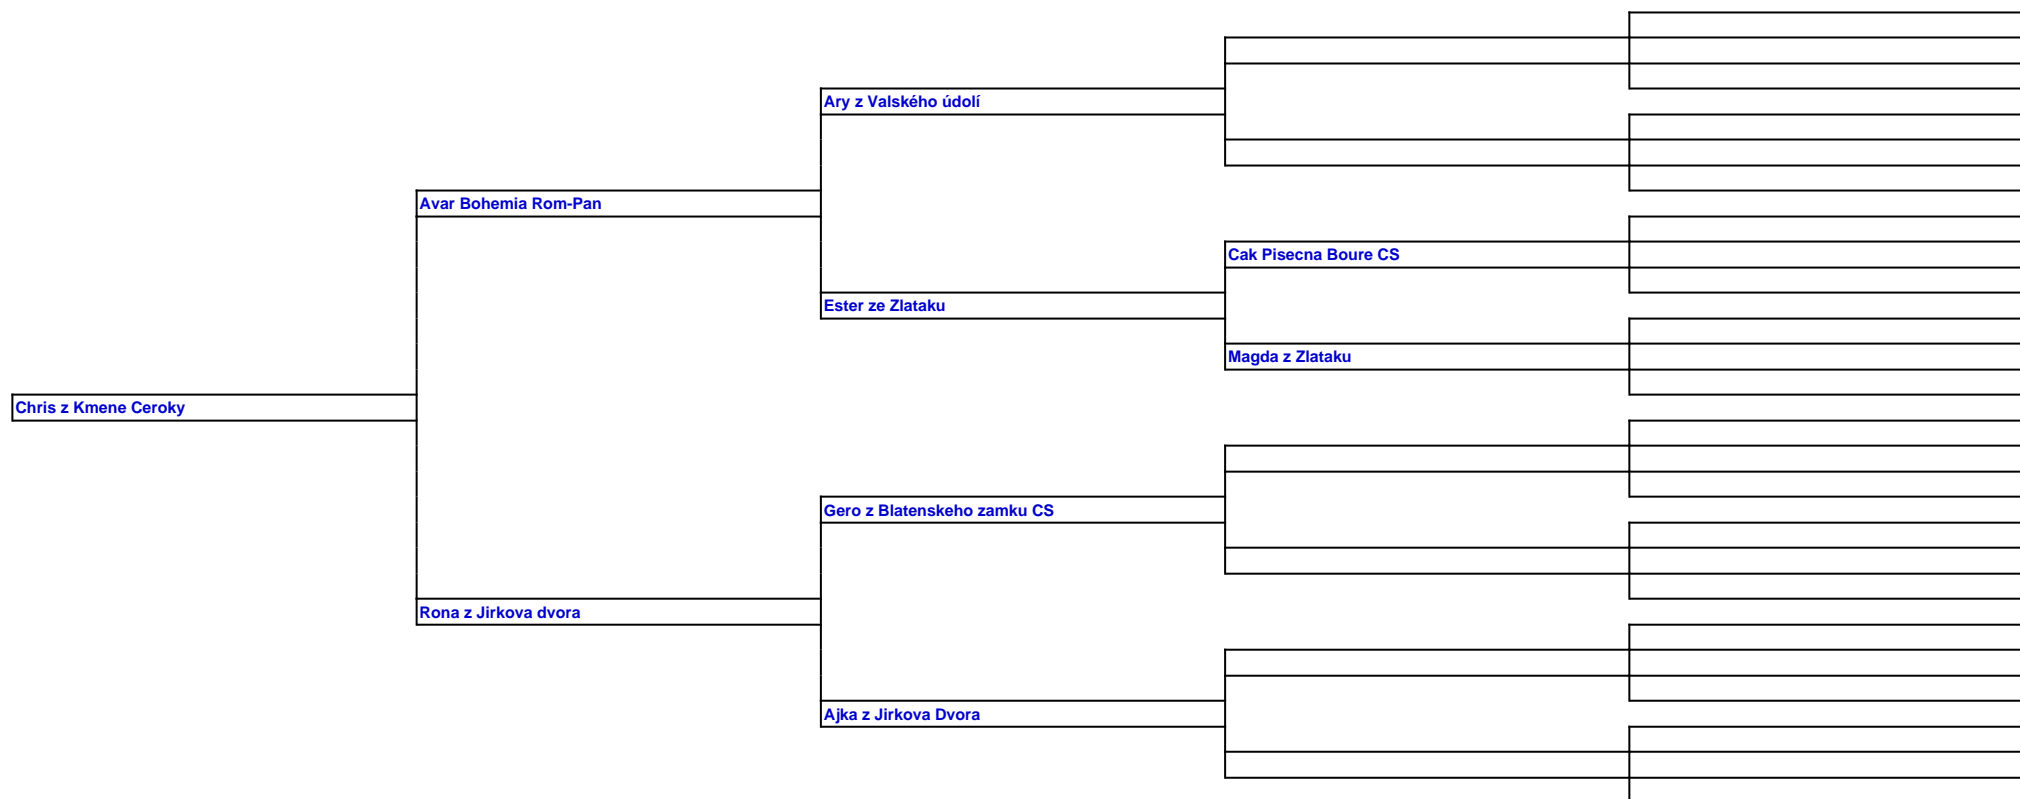 Ary z Valského údolí
Avar Bohemia Rom-Pan
Cak Pisecna Boure CS
Ester ze Zlataku
Magda z Zlataku
Chris z Kmene Ceroky
Gero z Blatenskeho zamku CS
Rona z Jirkova dvora
Ajka z Jirkova Dvora